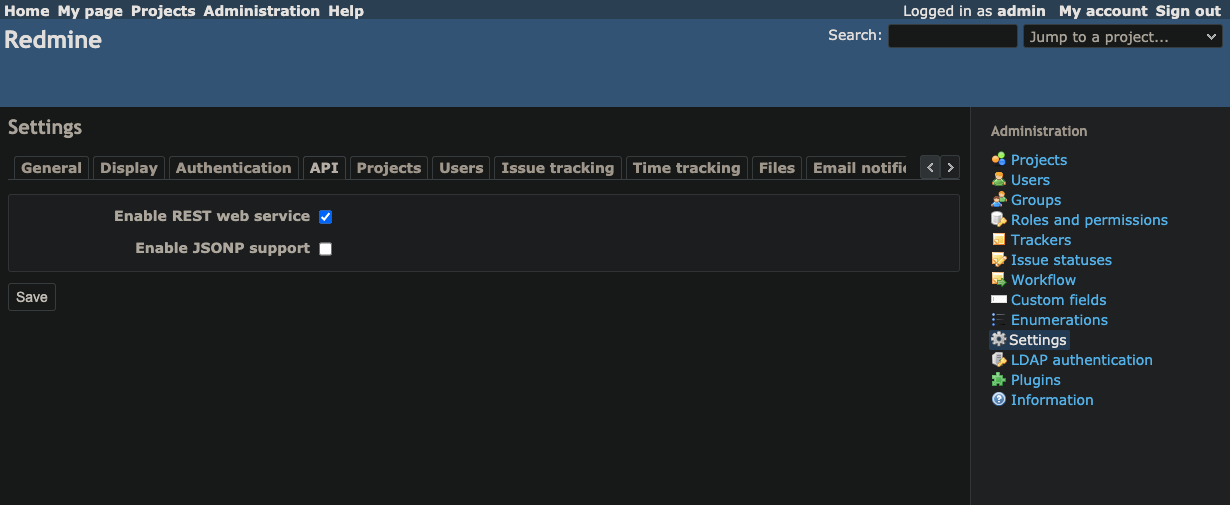 Home My page Projects Administration Help
Logged in as admin My account Sign out
Redmine
Search: Jump to a project...
Settings
General Display Authentication API Projects Users Issue tracking Time tracking Files Email notific
Enable REST web service
Enable JSONP support
Save
Administration
Projects
Users
Groups
Roles and permissions
Trackers
Issue statuses
Workflow
Custom fields
Enumerations
Settings
LDAP authentication
Plugins
Information